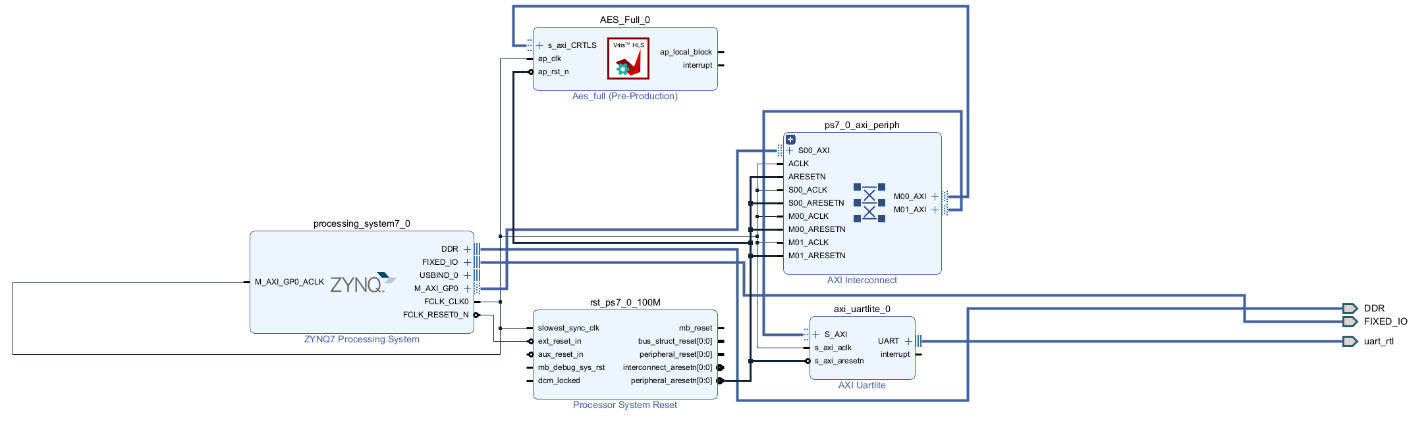 AES_Full_0
s_axi_CRTLS
ap_clk
ap_rst_n
Vitis™ HLS
ap_local_block
interrupt
Aes_full (Pre-Production)
ps7_0_axi_periph
S00_AXI
ACLK
ARESETN
S00_ACLK
S00_ARESETN
M00_ACLK
M00_ARESETN
M01_ACLK
M01_ARESETN
M00_AXI
M01_AXI
AXI Interconnect
processing_system7_0
M_AXI_GP0_ACLK
ZYNQ
DDR
FIXED_IO
USBIND_0
M_AXI_GP0
FCLK_CLK0
FCLK_RESET0_N
ZYNQ7 Processing System
rst_ps7_0_100M
slowest_sync_clk
ext_reset_in
aux_reset_in
mb_debug_sys_rst
dcm_locked
mb_reset
bus_struct_reset[0:0]
peripheral_reset[0:0]
interconnect_aresetn[0:0]
peripheral_aresetn[0:0]
Processor System Reset
axi_uartlite_0
S_AXI
s_axi_aclk
s_axi_aresetn
UART
interrupt
AXI Uartlite
DDR
FIXED_IO
uart_rtl